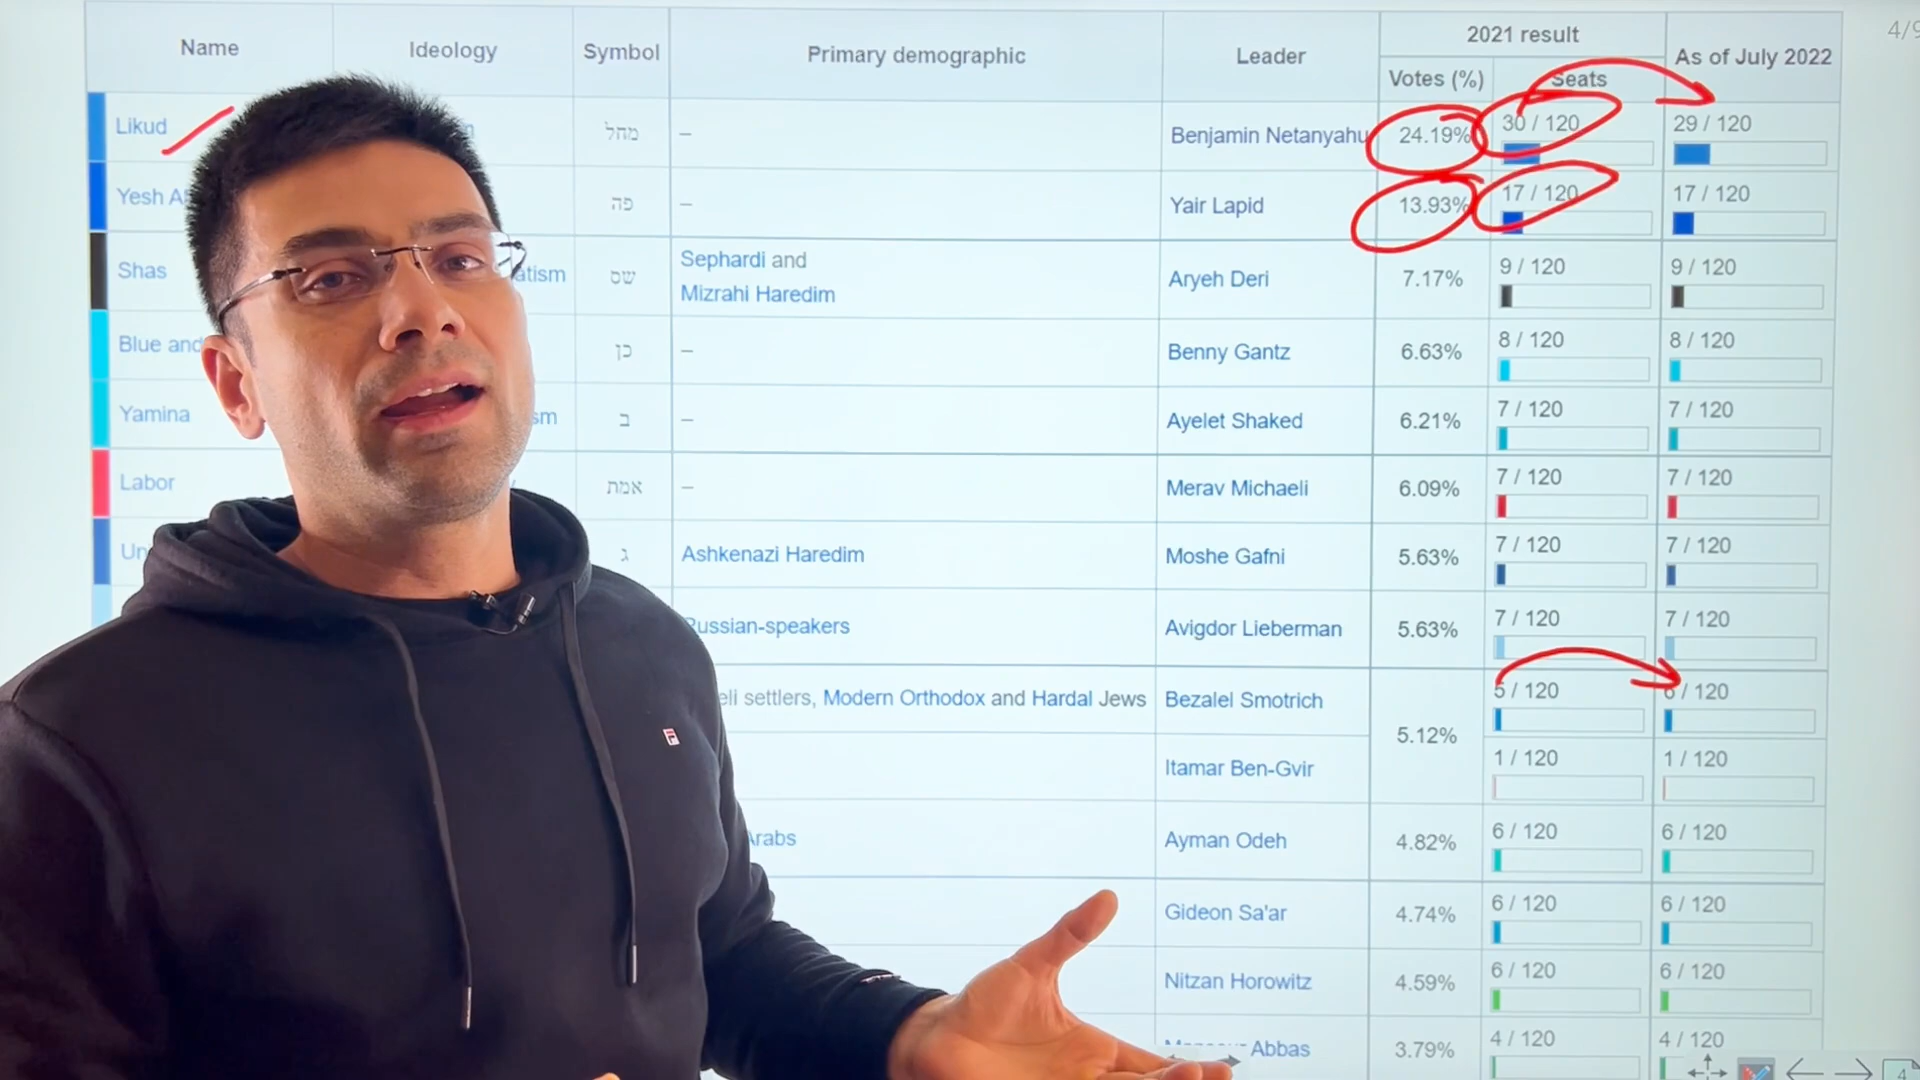 4/9
Name
Ideology
Symbol
Primary demographic
Leader
2021 result
As of July 2022
Votes (%)
Seats
Likud
מחל
–
Benjamin Netanyahu
24.19%
30 / 120
29 / 120
Yesh A
פה
–
Yair Lapid
13.93%
17 / 120
17 / 120
Shas
atism
שס
Sephardi and
Mizrahi Haredim
Aryeh Deri
7.17%
9 / 120
9 / 120
Blue and
כן
–
Benny Gantz
6.63%
8 / 120
8 / 120
Yamina
sm
ב
–
Ayelet Shaked
6.21%
7 / 120
7 / 120
Labor
אמת
–
Merav Michaeli
6.09%
7 / 120
7 / 120
Un
ג
Ashkenazi Haredim
Moshe Gafni
5.63%
7 / 120
7 / 120
Russian-speakers
Avigdor Lieberman
5.63%
7 / 120
7 / 120
eli settlers, Modern Orthodox and Hardal Jews
Bezalel Smotrich
5.12%
5 / 120
6 / 120
Itamar Ben-Gvir
1 / 120
1 / 120
Arabs
Ayman Odeh
4.82%
6 / 120
6 / 120
Gideon Sa'ar
4.74%
6 / 120
6 / 120
Nitzan Horowitz
4.59%
6 / 120
6 / 120
Abbas
3.79%
4 / 120
4 / 120
4